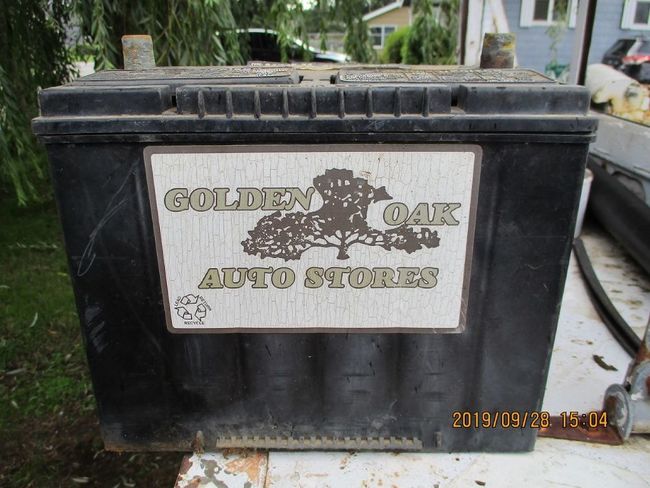 GOLDEN OAK
AUTO STORES
RECYCLE
2019/09/28 15:04